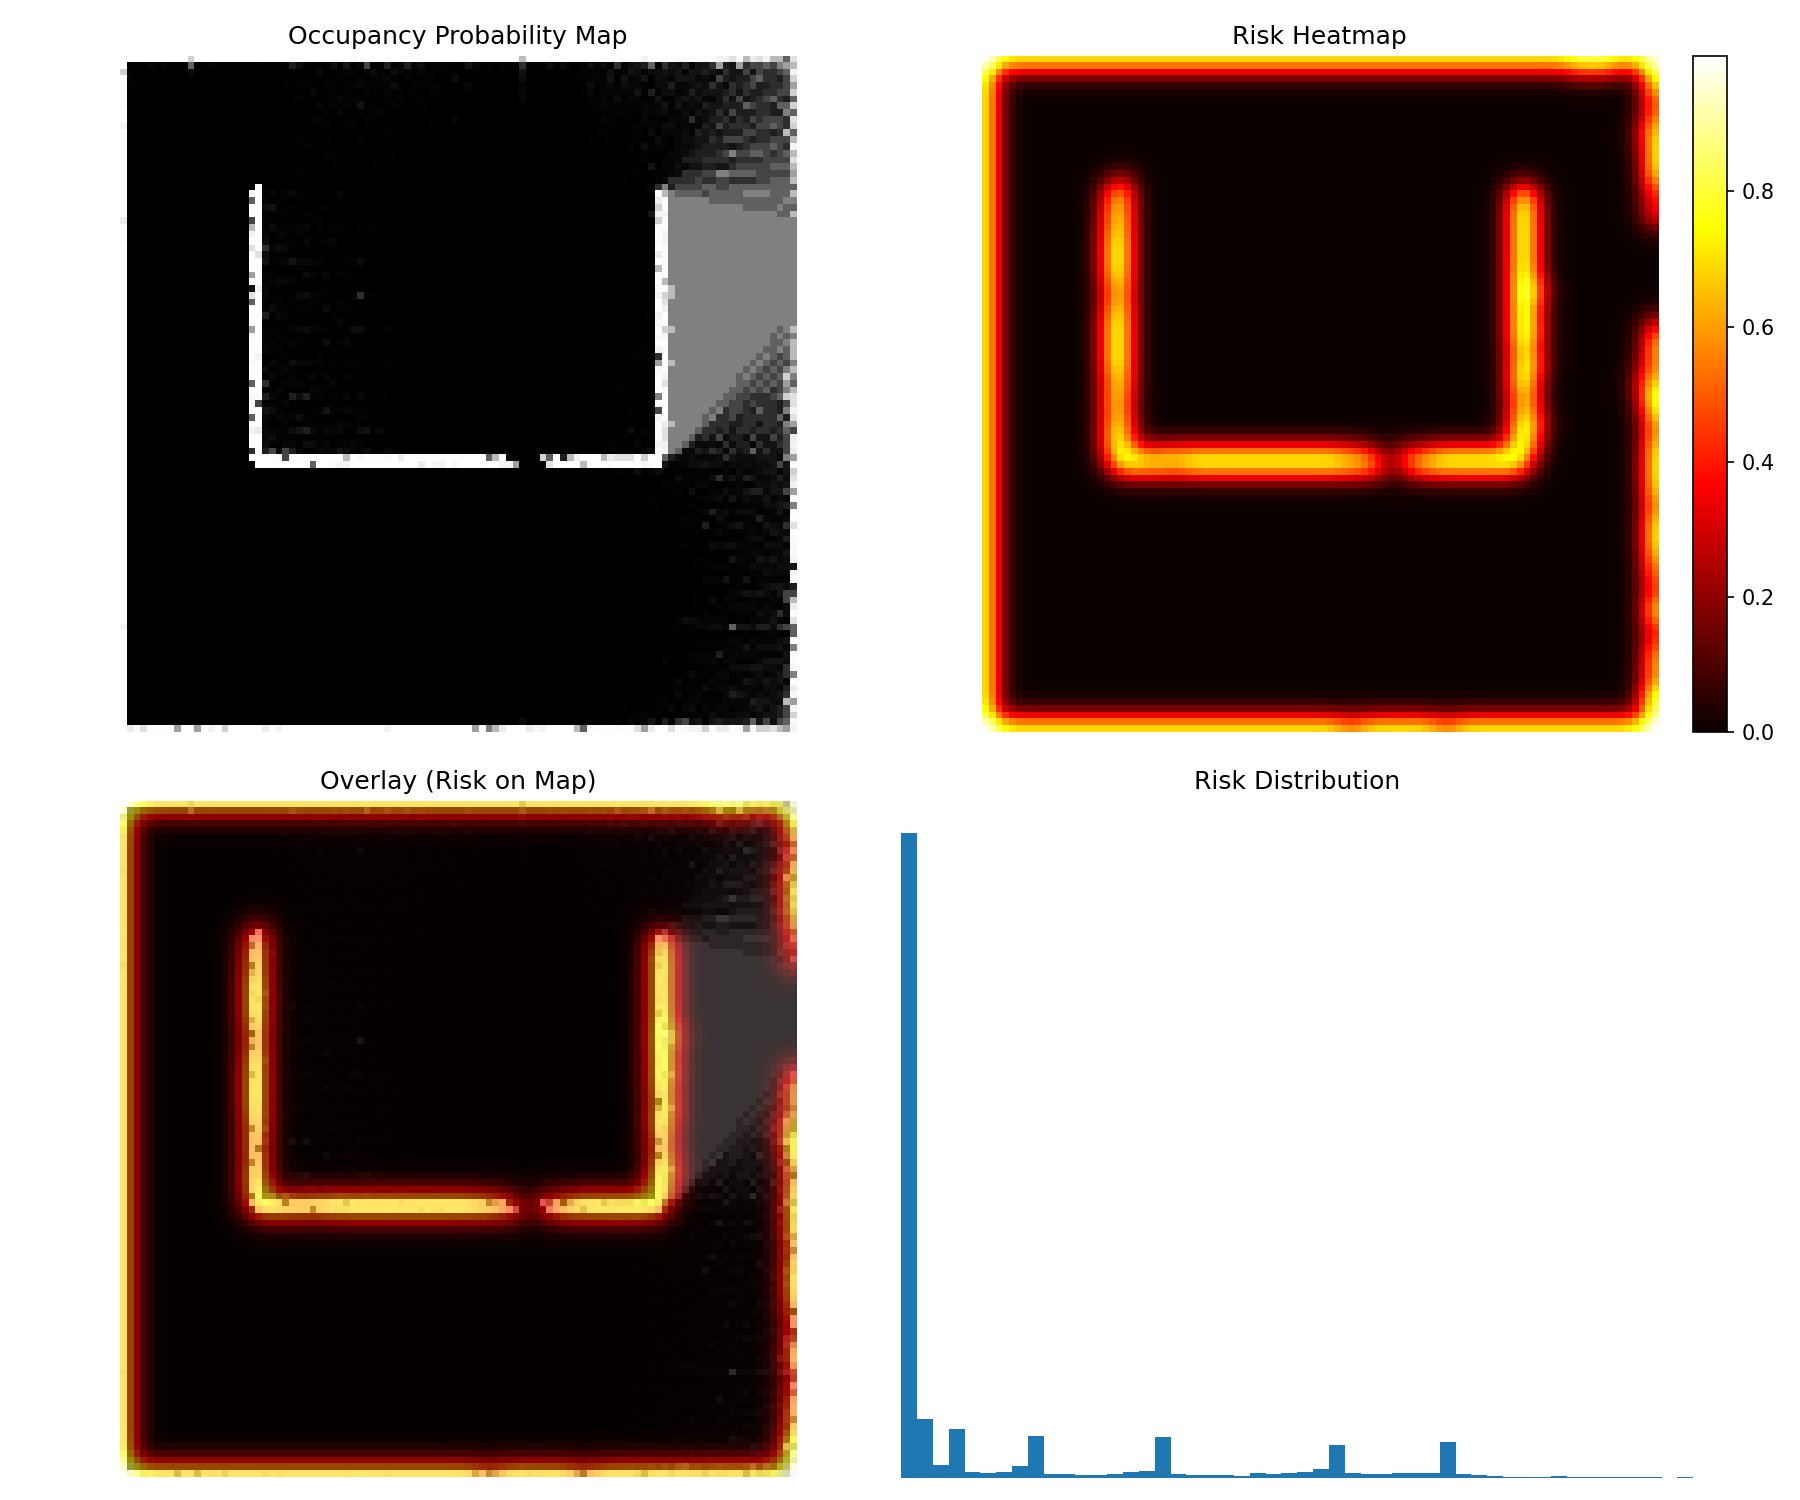 Occupancy Probability Map
Risk Heatmap
0.8
0.6
0.4
0.2
0.0
Overlay (Risk on Map)
Risk Distribution